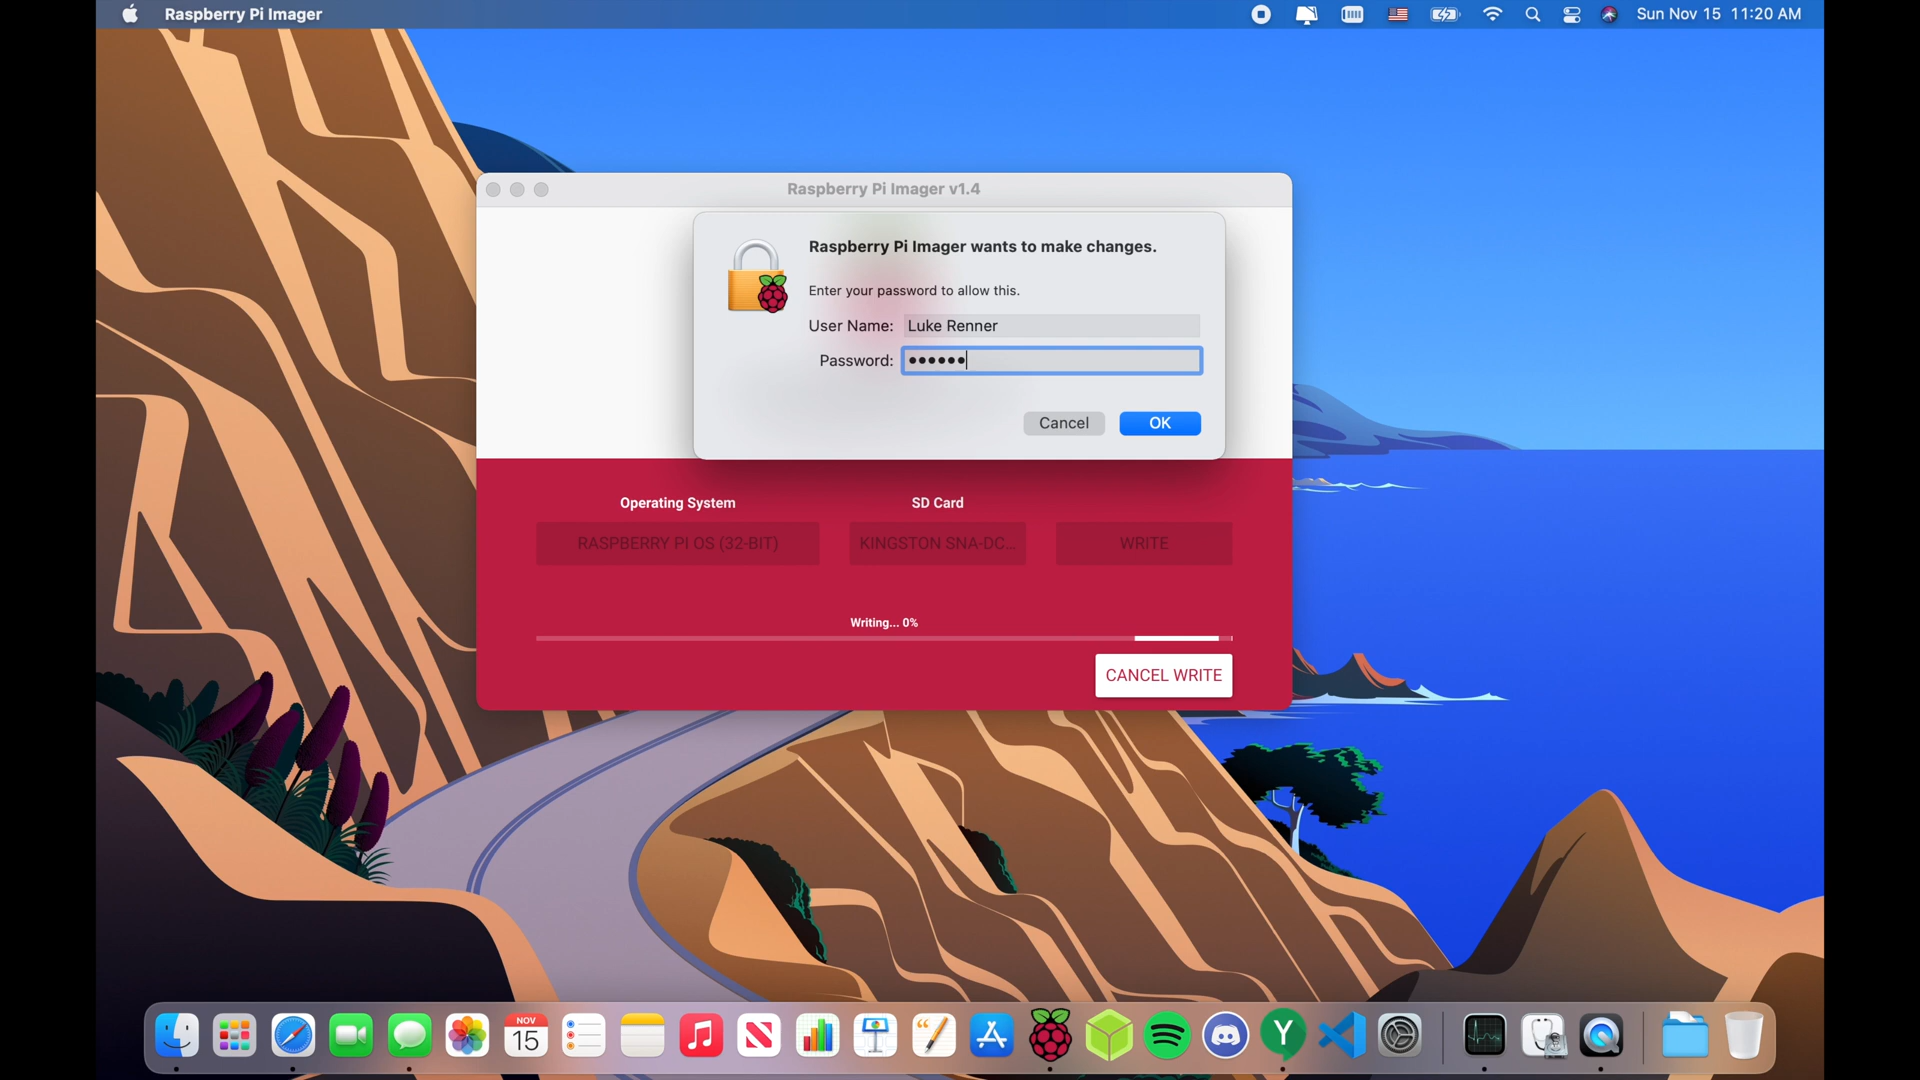 Raspberry Pi Imager
Sun Nov 15 11:20 AM
Raspberry Pi Imager v1.4
Raspberry Pi Imager wants to make changes.
Enter your password to allow this.
User Name: Luke Renner
Password: ••••••
Cancel OK
Operating System SD Card
RASPBERRY PI OS (32-BIT) KINGSTON SNA-DC... WRITE
Writing... 0%
CANCEL WRITE
NOV
15
Y